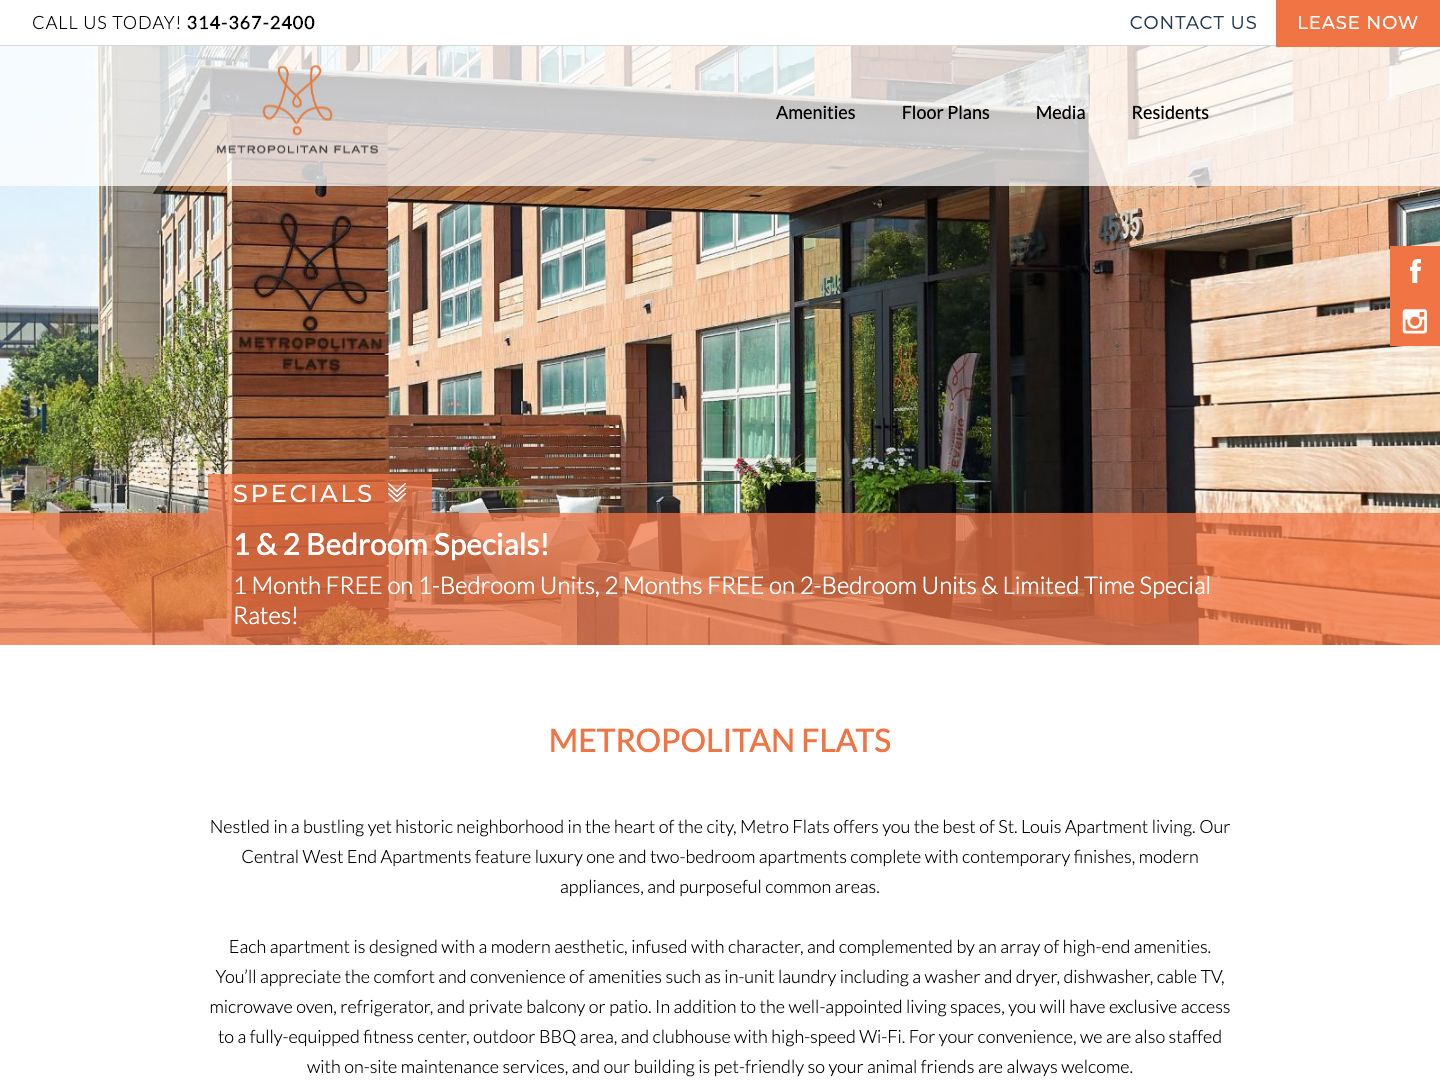 CALL US TODAY! 314-367-2400
CONTACT US
LEASE NOW
METROPOLITAN FLATS
Amenities
Floor Plans
Media
Residents
4535
METROPOLITAN
FLATS
SPECIALS
1 & 2 Bedroom Specials!
1 Month FREE on 1-Bedroom Units, 2 Months FREE on 2-Bedroom Units & Limited Time Special
Rates!
METROPOLITAN FLATS
Nestled in a bustling yet historic neighborhood in the heart of the city, Metro Flats offers you the best of St. Louis Apartment living. Our
Central West End Apartments feature luxury one and two-bedroom apartments complete with contemporary finishes, modern
appliances, and purposeful common areas.
Each apartment is designed with a modern aesthetic, infused with character, and complemented by an array of high-end amenities.
You’ll appreciate the comfort and convenience of amenities such as in-unit laundry including a washer and dryer, dishwasher, cable TV,
microwave oven, refrigerator, and private balcony or patio. In addition to the well-appointed living spaces, you will have exclusive access
to a fully-equipped fitness center, outdoor BBQ area, and clubhouse with high-speed Wi-Fi. For your convenience, we are also staffed
with on-site maintenance services, and our building is pet-friendly so your animal friends are always welcome.